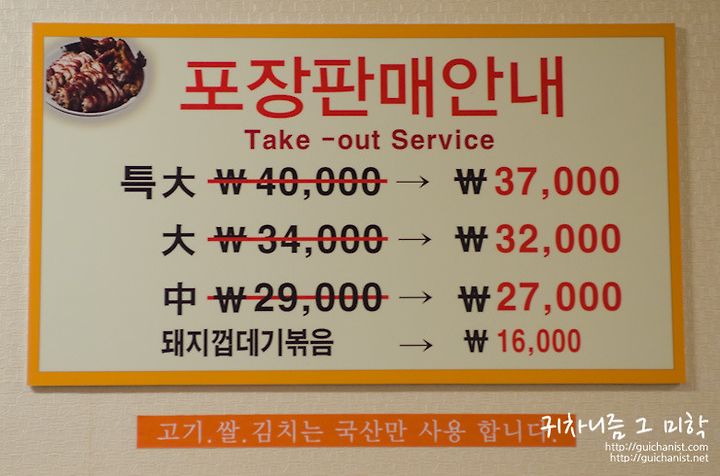 포장판매안내
Take -out Service
특大 ₩ 40,000 → ₩ 37,000
大 ₩ 34,000 → ₩ 32,000
中 ₩ 29,000 → ₩ 27,000
돼지껍데기볶음 → ₩ 16,000
고기.쌀.김치는 국산만 사용 합니다.
귀차니즘 그 미학
http://guichanist.com
http://guichanist.net